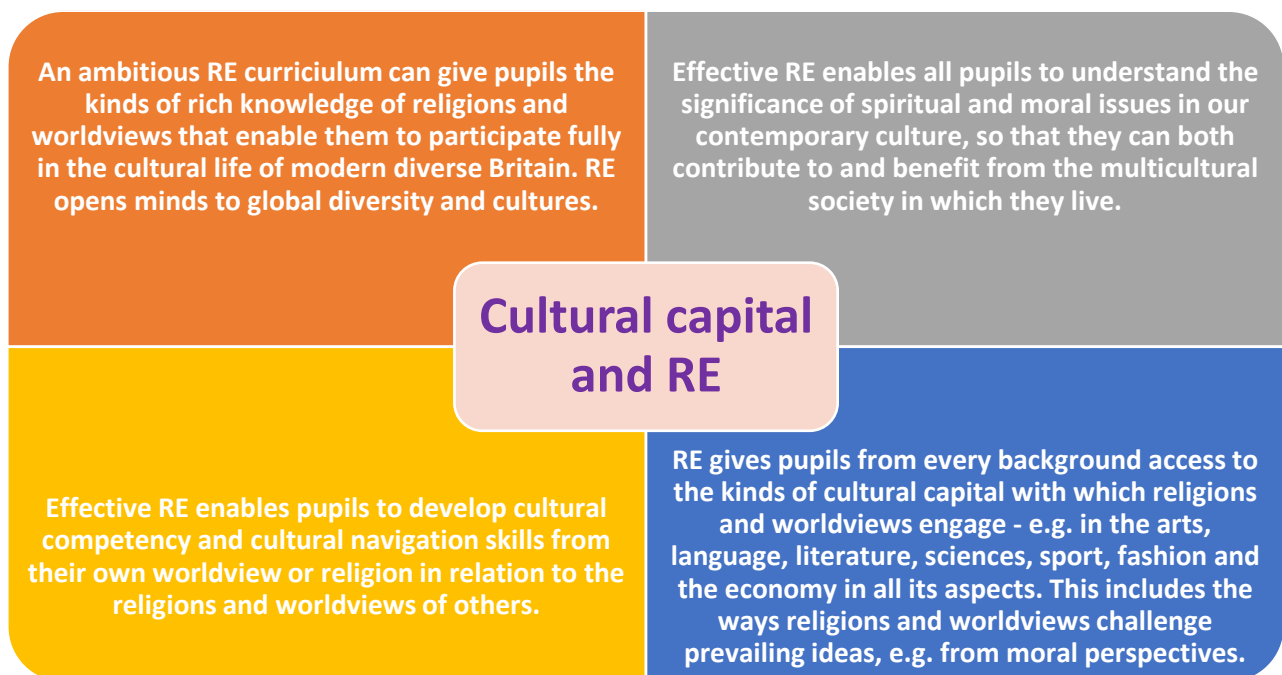 An ambitious RE curriciulum can give pupils the
kinds of rich knowledge of religions and
worldviews that enable them to participate fully
in the cultural life of modern diverse Britain. RE
opens minds to global diversity and cultures.
Effective RE enables all pupils to understand the
significance of spiritual and moral issues in our
contemporary culture, so that they can both
contribute to and benefit from the multicultural
society in which they live.
Cultural capital
and RE
Effective RE enables pupils to develop cultural
competency and cultural navigation skills from
their own worldview or religion in relation to the
religions and worldviews of others.
RE gives pupils from every background access to
the kinds of cultural capital with which religions
and worldviews engage - e.g. in the arts,
language, literature, sciences, sport, fashion and
the economy in all its aspects. This includes the
ways religions and worldviews challenge
prevailing ideas, e.g. from moral perspectives.